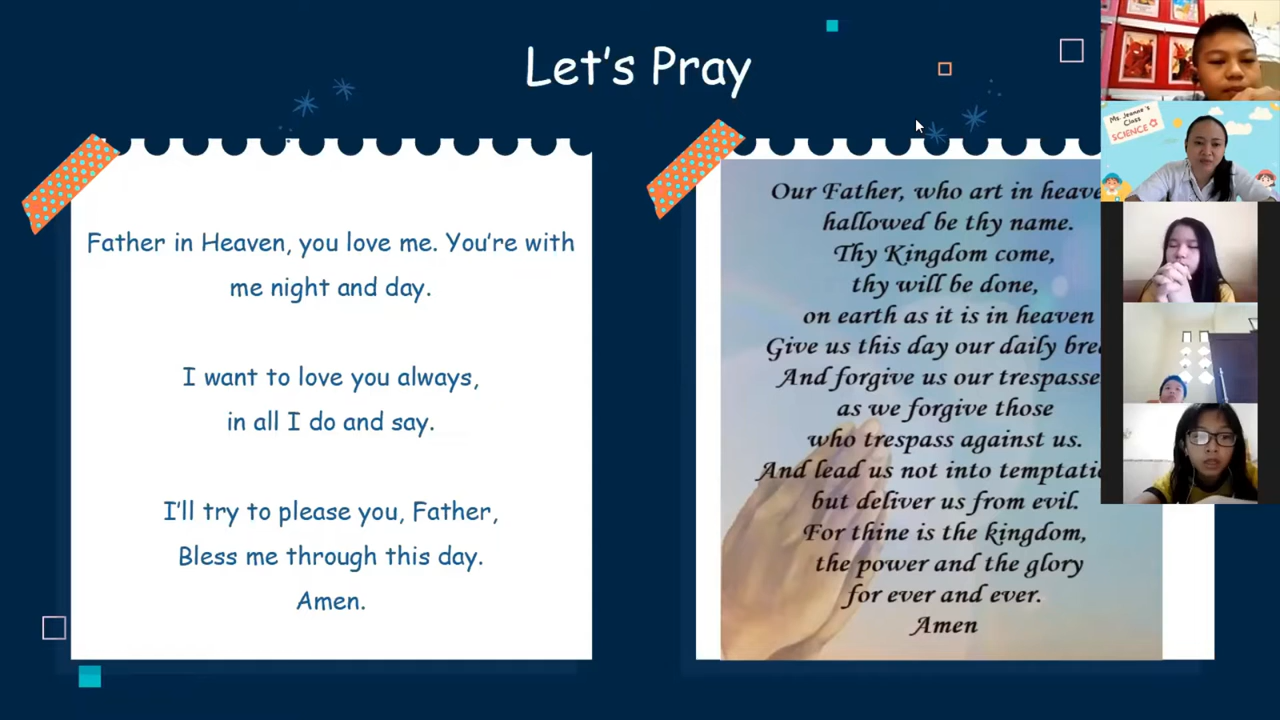 Let's Pray
Father in Heaven, you love me. You're with
me night and day.
I want to love you always,
in all I do and say.
I'll try to please you, Father,
Bless me through this day.
Amen.
Our Father, who art in
hallowed be thy name.
Thy Kingdom come,
thy will be done,
on earth as it is in heaven
Give us this day our daily
And forgive us our
as we forgive those
who trespass against us.
And lead us not into
but deliver us from evil.
For thine is the kingdom,
the power and the glory
for ever and ever.
Amen
Ms. Jeanne's
Class
SCIENCE